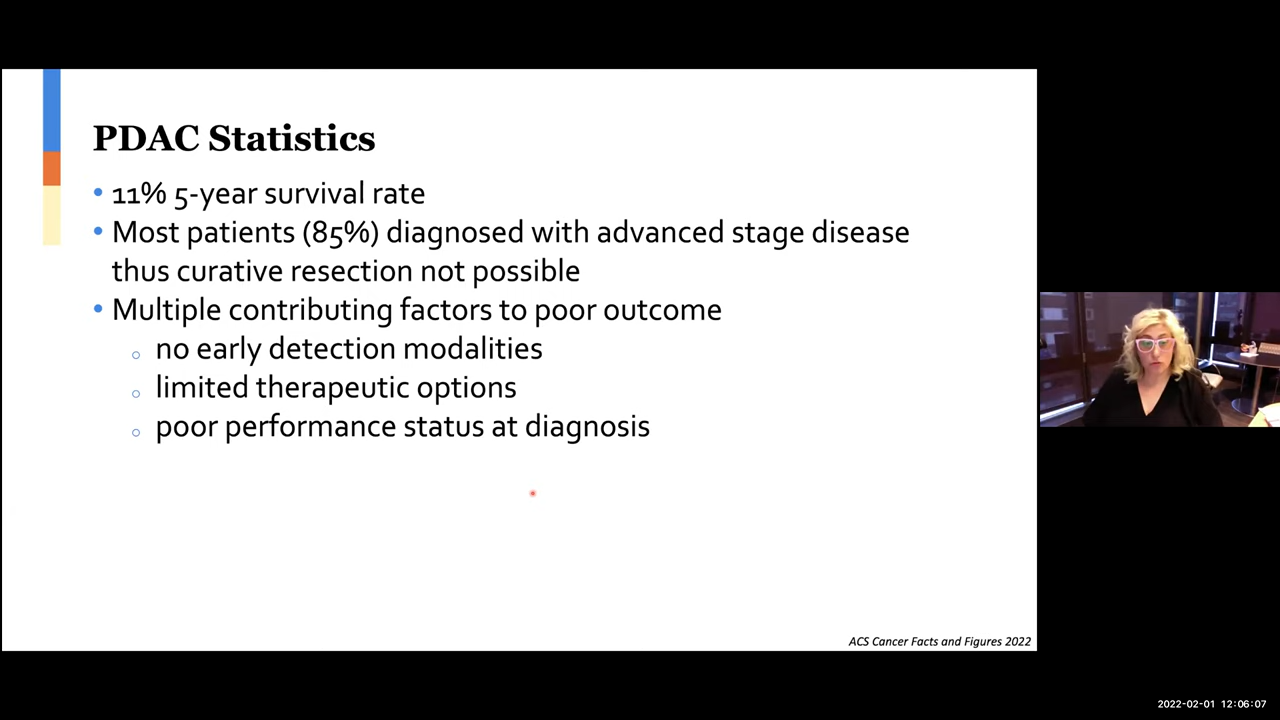 PDAC Statistics
• 11% 5-year survival rate
• Most patients (85%) diagnosed with advanced stage disease
thus curative resection not possible
• Multiple contributing factors to poor outcome
○ no early detection modalities
○ limited therapeutic options
○ poor performance status at diagnosis
ACS Cancer Facts and Figures 2022
2022-02-01 12:06:07